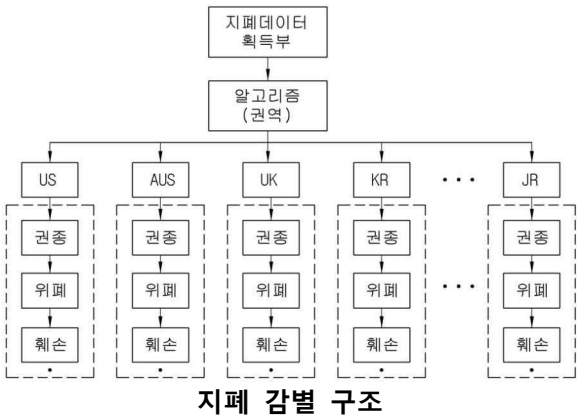 지폐데이터
획득부
알고리즘
(권역)
US AUS UK KR ··· JR
권종 권종 권종 권종 권종
위폐 위폐 위폐 위폐 ··· 위폐
훼손 훼손 훼손 훼손 훼손
지폐 감별 구조